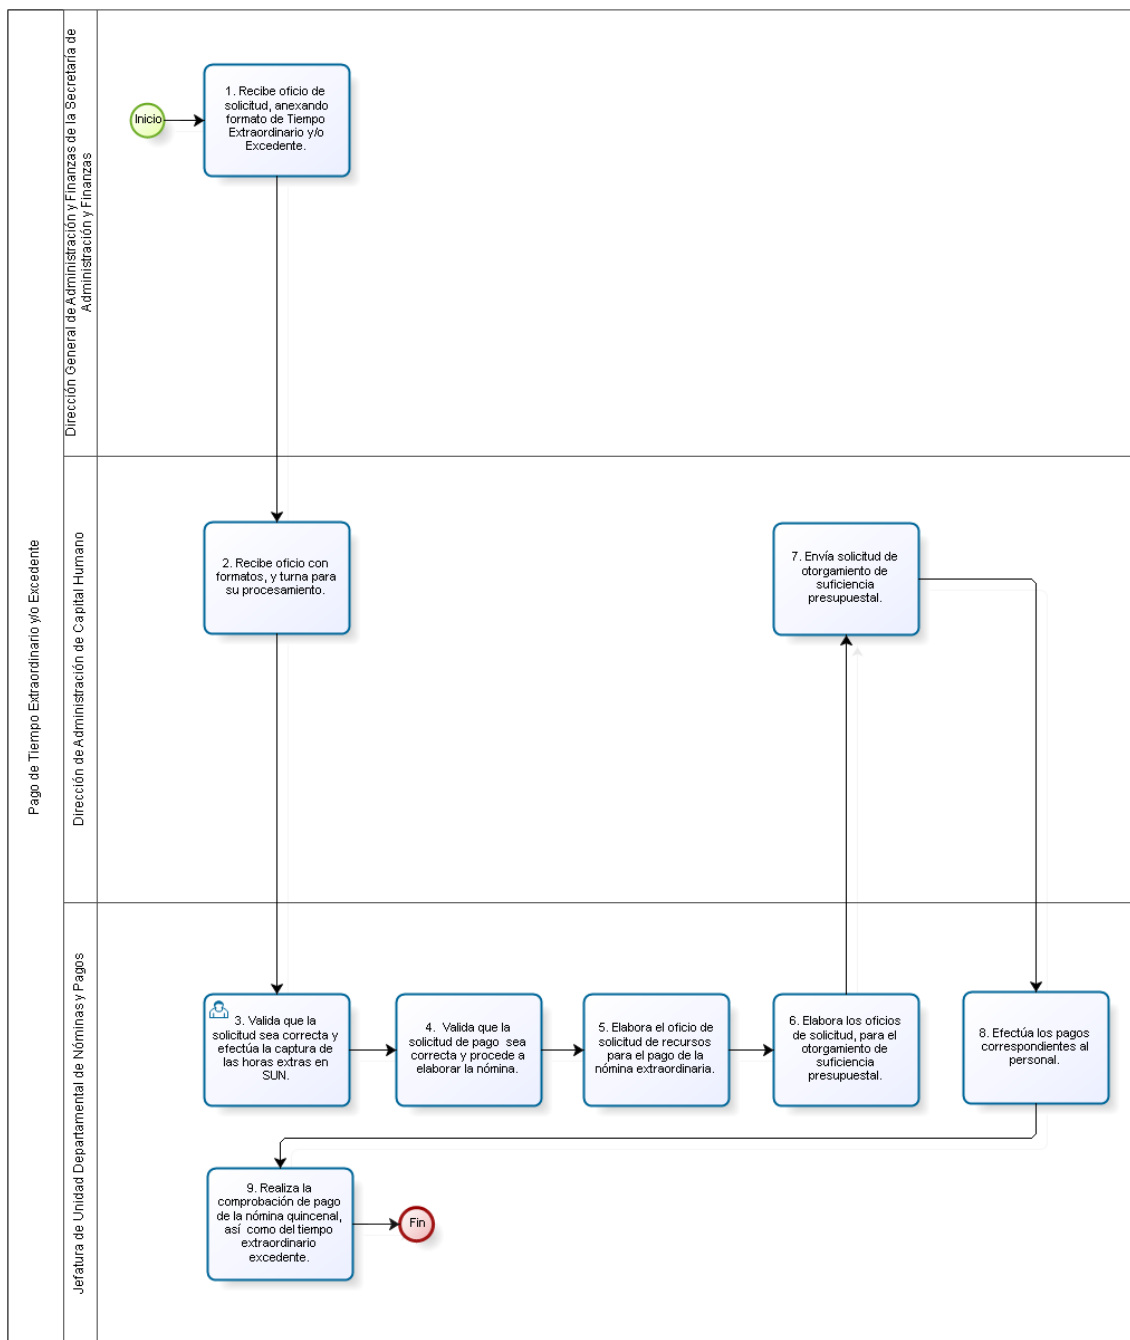 Pago de Tiempo Extraordinario y/o Excedente
Dirección General de Administración y Finanzas de la Secretaría de
Administración y Finanzas
Inicio
1. Recibe oficio de
solicitud, anexando
formato de Tiempo
Extraordinario y/o
Excedente.
Dirección de Administración de Capital Humano
2. Recibe oficio con
formatos, y turna para
su procesamiento.
7. Envía solicitud de
otorgamiento de
suficiencia
presupuestal.
Jefatura de Unidad Departamental de Nóminas y Pagos
3. Valida que la
solicitud sea correcta y
efectúa la captura de
las horas extras en
SUN.
4. Valida que la
solicitud de pago sea
correcta y procede a
elaborar la nómina.
5. Elabora el oficio de
solicitud de recursos
para el pago de la
nómina extraordinaria.
6. Elabora los oficios
de solicitud, para el
otorgamiento de
suficiencia
presupuestal.
8. Efectúa los pagos
correspondientes al
personal.
9. Realiza la
comprobación de pago
de la nómina quincenal,
así como del tiempo
extraordinario
excedente.
Fin